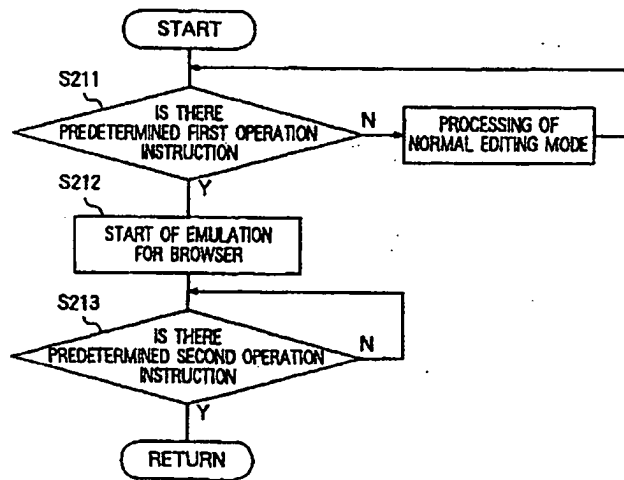 START
S211
IS THERE
PREDETERMINED FIRST OPERATION
INSTRUCTION
N
PROCESSING OF
NORMAL EDITING MODE
Y
S212
START OF EMULATION
FOR BROWSER
S213
IS THERE
PREDETERMINED SECOND OPERATION
INSTRUCTION
N
Y
RETURN